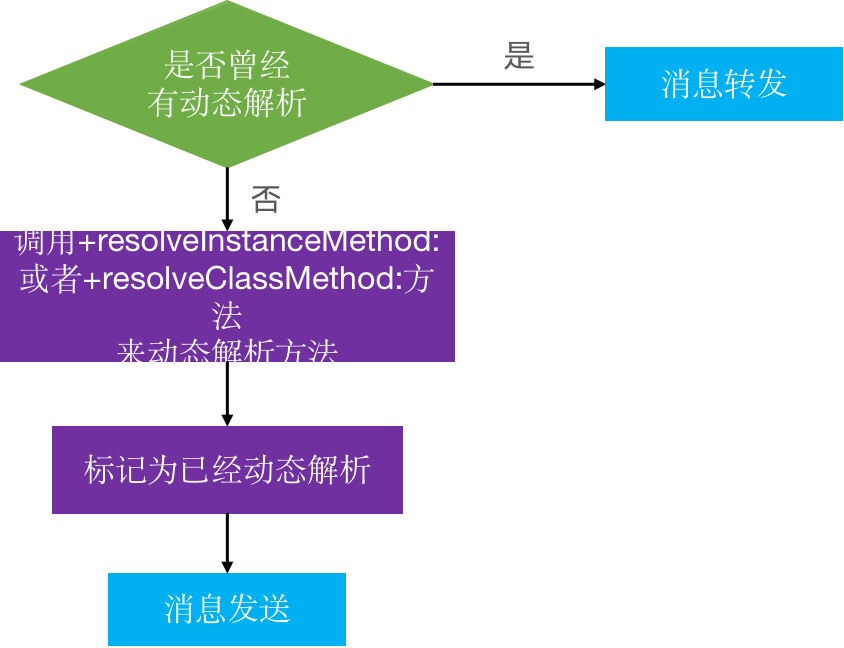 是否曾经
有动态解析
是
消息转发
否
调用+resolveInstanceMethod:
或者+resolveClassMethod:方
法
来动态解析方法
标记为已经动态解析
消息发送